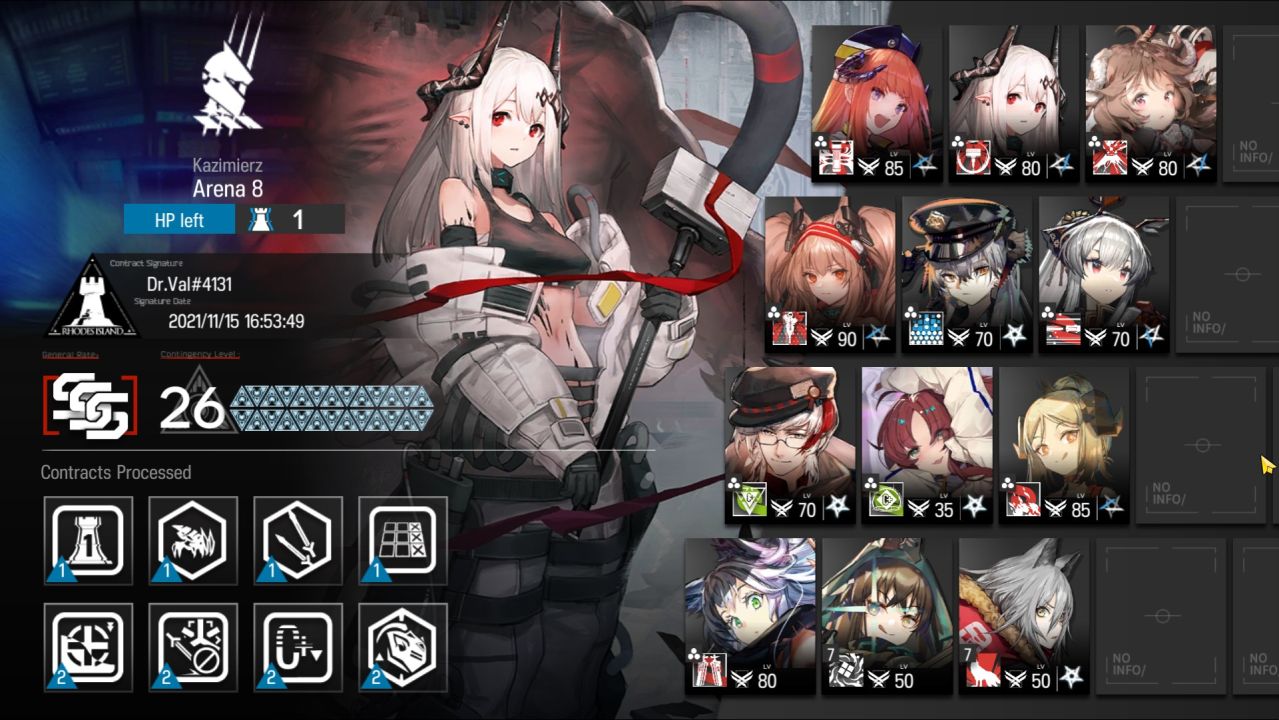 Kazimierz
Arena 8
HP left 1
Contract Signature
Dr.Val#4131
Signature Date
2021/11/15 16:53:49
RHODES ISLAND
General Rate:
Contingency Level:
26
Contracts Processed
1
1 1 1 1
2 2 2 2
LV 85
LV 80
LV 80
NO INFO/
LV 90
LV 70
LV 70
NO INFO/
LV 70
LV 35
LV 85
NO INFO/
LV 80
7 LV 50
7 LV 50
NO INFO/
NO INFO/